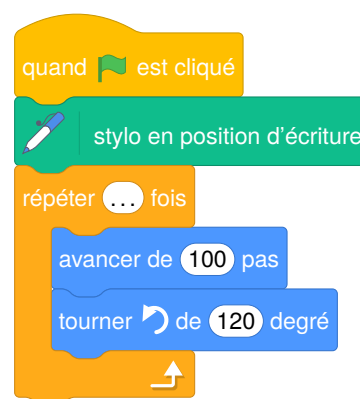 quand est cliqué
stylo en position d'écriture
répéter ... fois
avancer de 100 pas
tourner de 120 degré